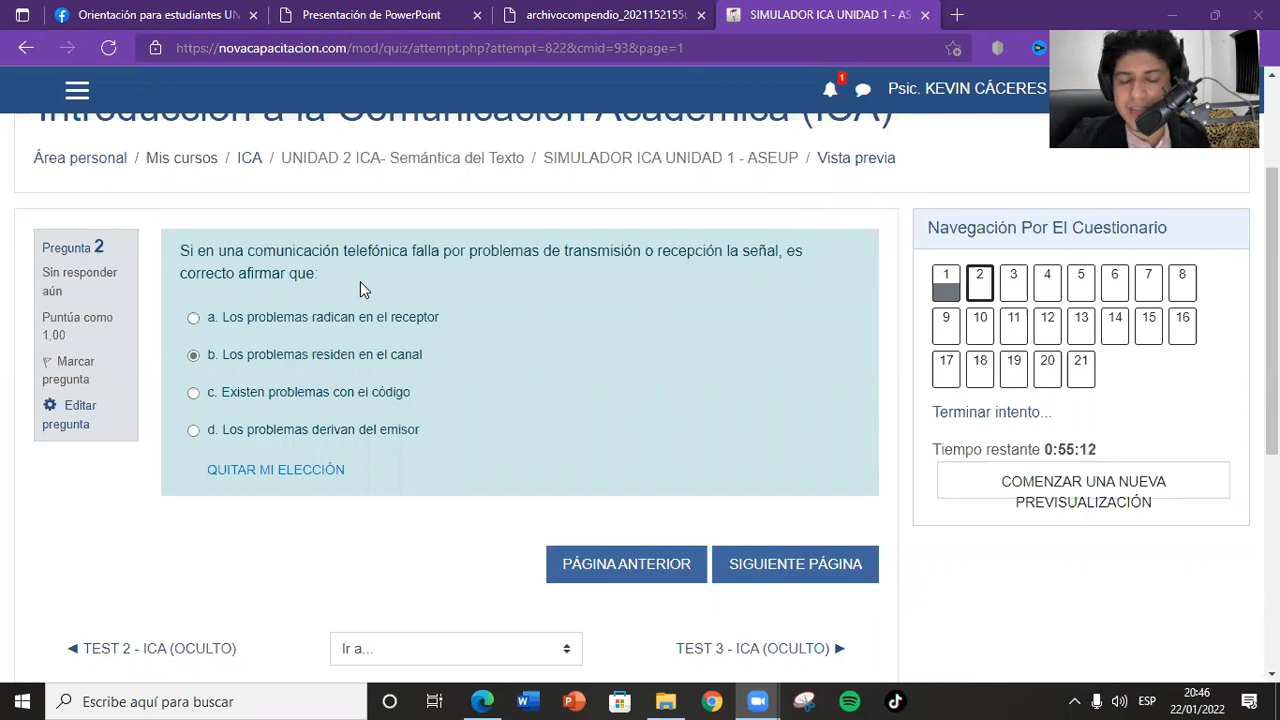 Orientación para estudiantes UN
Presentación de PowerPoint
archivocompendio_2021152155
SIMULADOR ICA UNIDAD 1 - ASE
https://novacapacitacion.com/mod/quiz/attempt.php?attempt=822&cmid=93&page=1
1
Psic. KEVIN CÁCERES
Introducción a la Comunicación Académica (ICA)
Área personal / Mis cursos / ICA / UNIDAD 2 ICA- Semántica del Texto / SIMULADOR ICA UNIDAD 1 - ASEUP / Vista previa
Pregunta 2
Sin responder
aún
Puntúa como
1,00
Marcar
pregunta
Editar
pregunta
Si en una comunicación telefónica falla por problemas de transmisión o recepción la señal, es
correcto afirmar que:
a. Los problemas radican en el receptor
b. Los problemas residen en el canal
c. Existen problemas con el código
d. Los problemas derivan del emisor
QUITAR MI ELECCIÓN
PÁGINA ANTERIOR
SIGUIENTE PÁGINA
◄ TEST 2 - ICA (OCULTO)
Ir a...
TEST 3 - ICA (OCULTO) ►
Navegación Por El Cuestionario
1 2 3 4 5 6 7 8
9 10 11 12 13 14 15 16
17 18 19 20 21
Terminar intento...
Tiempo restante 0:55:12
COMENZAR UNA NUEVA
PREVISUALIZACIÓN
Escribe aquí para buscar
ESP
20:46
22/01/2022